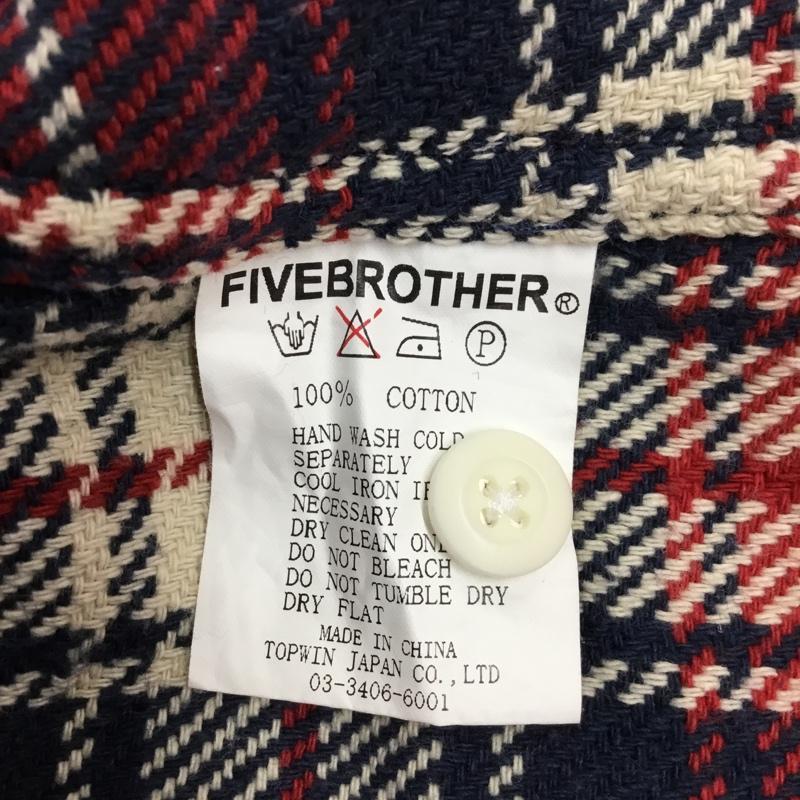 FIVEBROTHER®
P
100% COTTON
HAND WASH COLD
SEPARATELY
COOL IRON
NECESSARY
DRY CLEAN
DO NOT BLEACH
DO NOT TUMBLE DRY
DRY FLAT
MADE IN CHINA
TOPWIN JAPAN CO.,LTD
03-3406-6001